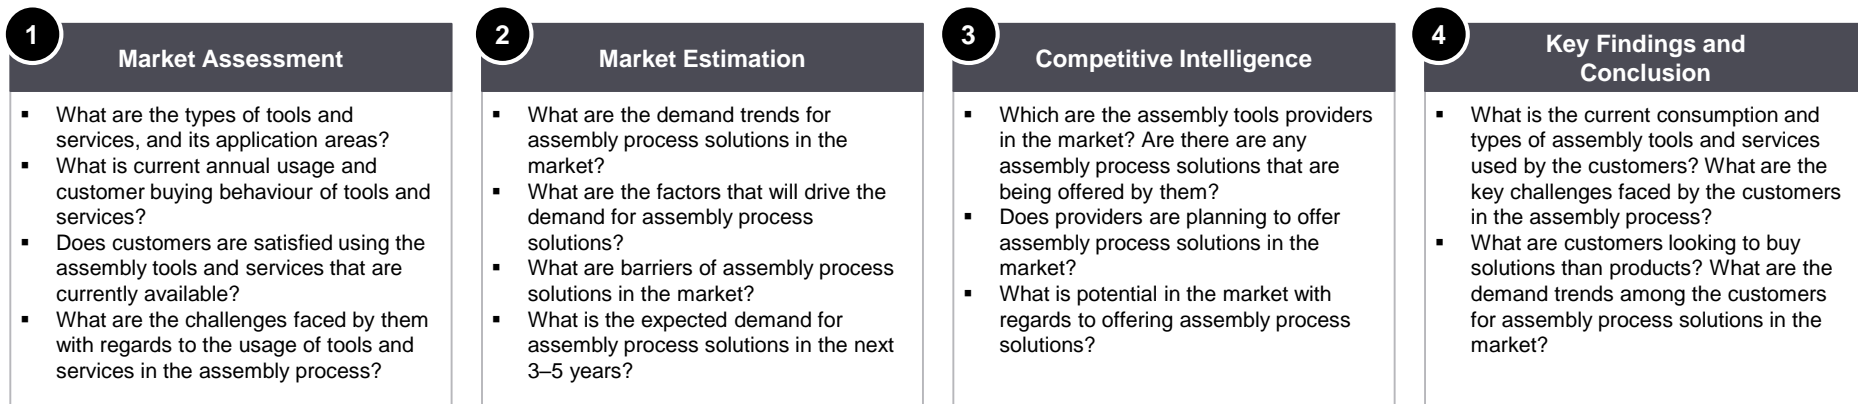 1
Market Assessment
▪ What are the types of tools and
services, and its application areas?
▪ What is current annual usage and
customer buying behaviour of tools and
services?
▪ Does customers are satisfied using the
assembly tools and services that are
currently available?
▪ What are the challenges faced by them
with regards to the usage of tools and
services in the assembly process?
2
Market Estimation
▪ What are the demand trends for
assembly process solutions in the
market?
▪ What are the factors that will drive the
demand for assembly process
solutions?
▪ What are barriers of assembly process
solutions in the market?
▪ What is the expected demand for
assembly process solutions in the next
3–5 years?
3
Competitive Intelligence
▪ Which are the assembly tools providers
in the market? Are there are any
assembly process solutions that are
being offered by them?
▪ Does providers are planning to offer
assembly process solutions in the
market?
▪ What is potential in the market with
regards to offering assembly process
solutions?
4
Key Findings and
Conclusion
▪ What is the current consumption and
types of assembly tools and services
used by the customers? What are the
key challenges faced by the customers
in the assembly process?
▪ What are customers looking to buy
solutions than products? What are the
demand trends among the customers
for assembly process solutions in the
market?